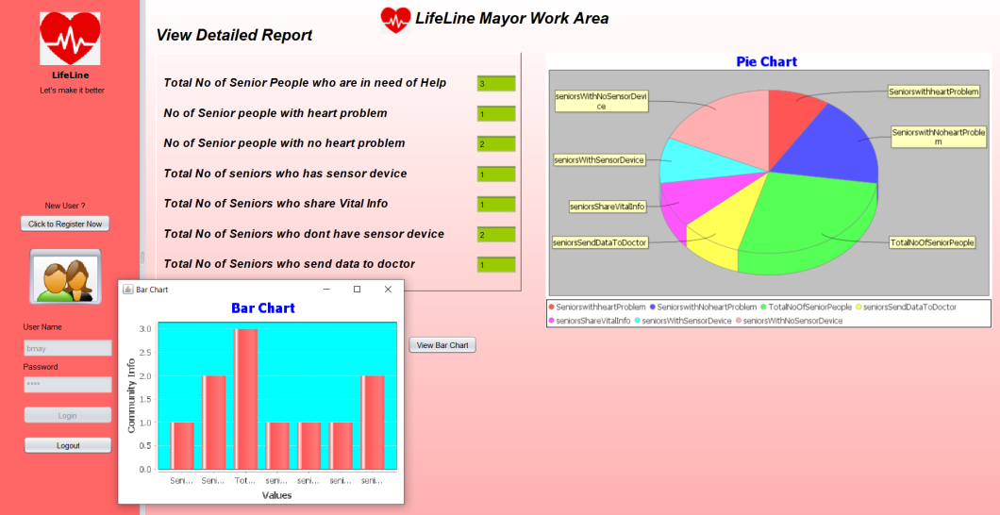 LifeLine
Let's make it better
New User ?
Click to Register Now
User Name
bmay
Password
****
Login
Logout
LifeLine Mayor Work Area
View Detailed Report
Total No of Senior People who are in need of Help
3
No of Senior people with heart problem
1
No of Senior people with no heart problem
2
Total No of seniors who has sensor device
1
Total No of Seniors who share Vital Info
1
Total No of Seniors who dont have sensor device
2
Total No of Seniors who send data to doctor
1
View Bar Chart
Bar Chart
Bar Chart
Community Info
3.0
2.5
2.0
1.5
1.0
0.5
0.0
Seni... Seni... Tot... seni... seni... seni... seni...
Values
Pie Chart
seniorsWithNoSensorDevi
ce
SeniorswithheartProblem
SeniorswithNoheartProble
m
seniorsWithSensorDevice
seniorsShareVitalInfo
seniorsSendDataToDoctor
TotalNoOfSeniorPeople
SeniorswithheartProblem SeniorswithNoheartProblem TotalNoOfSeniorPeople seniorsSendDataToDoctor
seniorsShareVitalInfo seniorsWithSensorDevice seniorsWithNoSensorDevice